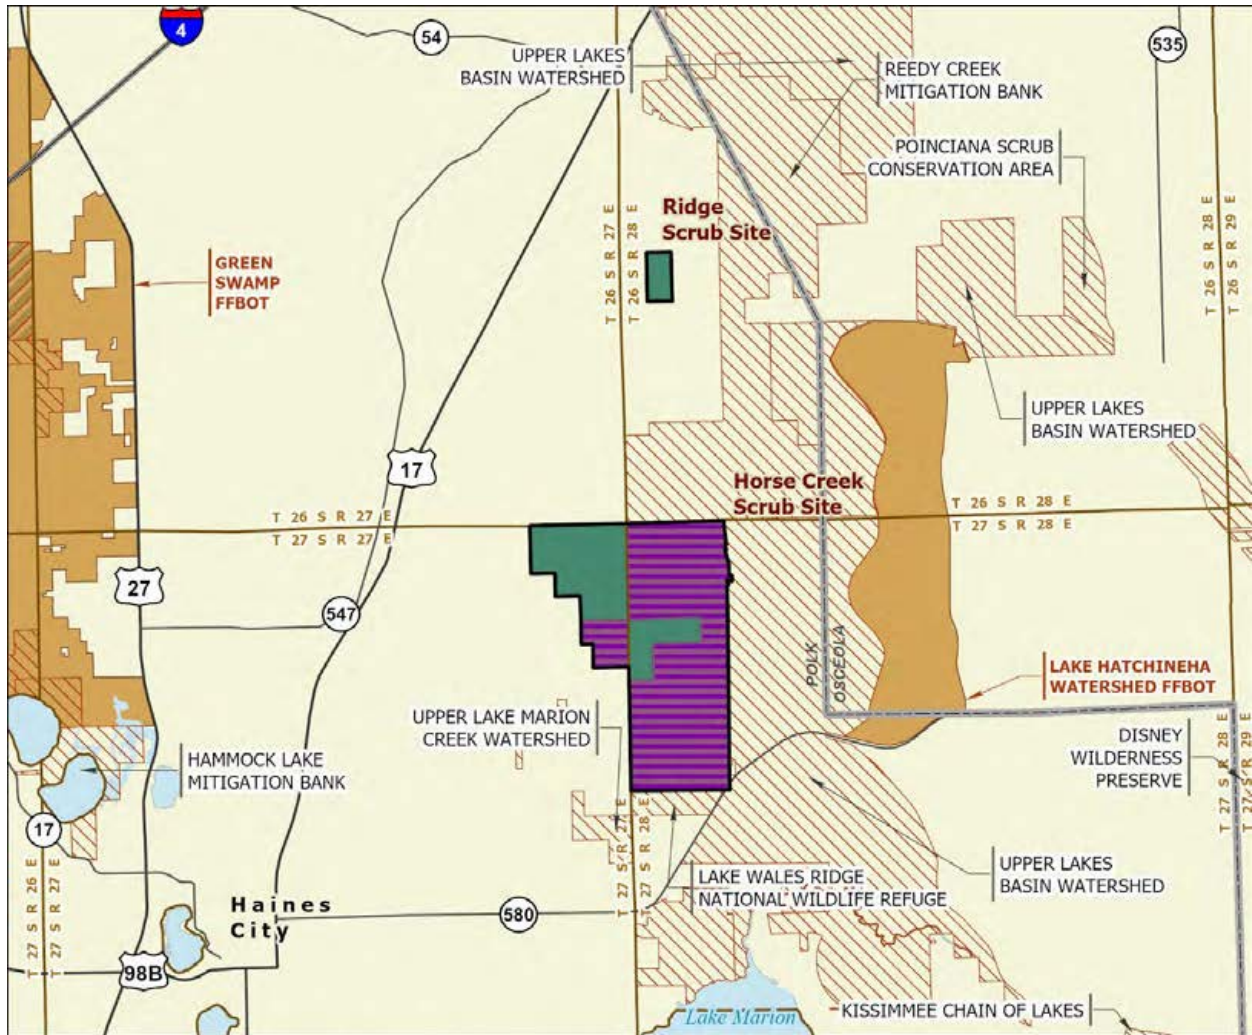 4
54
535
UPPER LAKES
BASIN WATERSHED
REEDY CREEK
MITIGATION BANK
POINCIANA SCRUB
CONSERVATION AREA
Ridge
Scrub Site
T 26 S R 27 E
T 26 S R 28 E
T 26 S R 28 E
T 26 S R 29 E
GREEN
SWAMP
FFBOT
UPPER LAKES
BASIN WATERSHED
17
Horse Creek
Scrub Site
T 26 S R 27 E
T 27 S R 27 E
T 26 S R 28 E
T 27 S R 28 E
27
547
POLK
OSCEOLA
LAKE HATCHINEHA
WATERSHED FFBOT
UPPER LAKE MARION
CREEK WATERSHED
HAMMOCK LAKE
MITIGATION BANK
DISNEY
WILDERNESS
PRESERVE
T 27 S R 28 E
T 27 S R 29 E
17
T 27 S R 26 E
T 27 S R 27 E
T 27 S R 27 E
T 27 S R 28 E
LAKE WALES RIDGE
NATIONAL WILDLIFE REFUGE
UPPER LAKES
BASIN WATERSHED
Haines
City
580
98B
KISSIMMEE CHAIN OF LAKES
Lake Marion